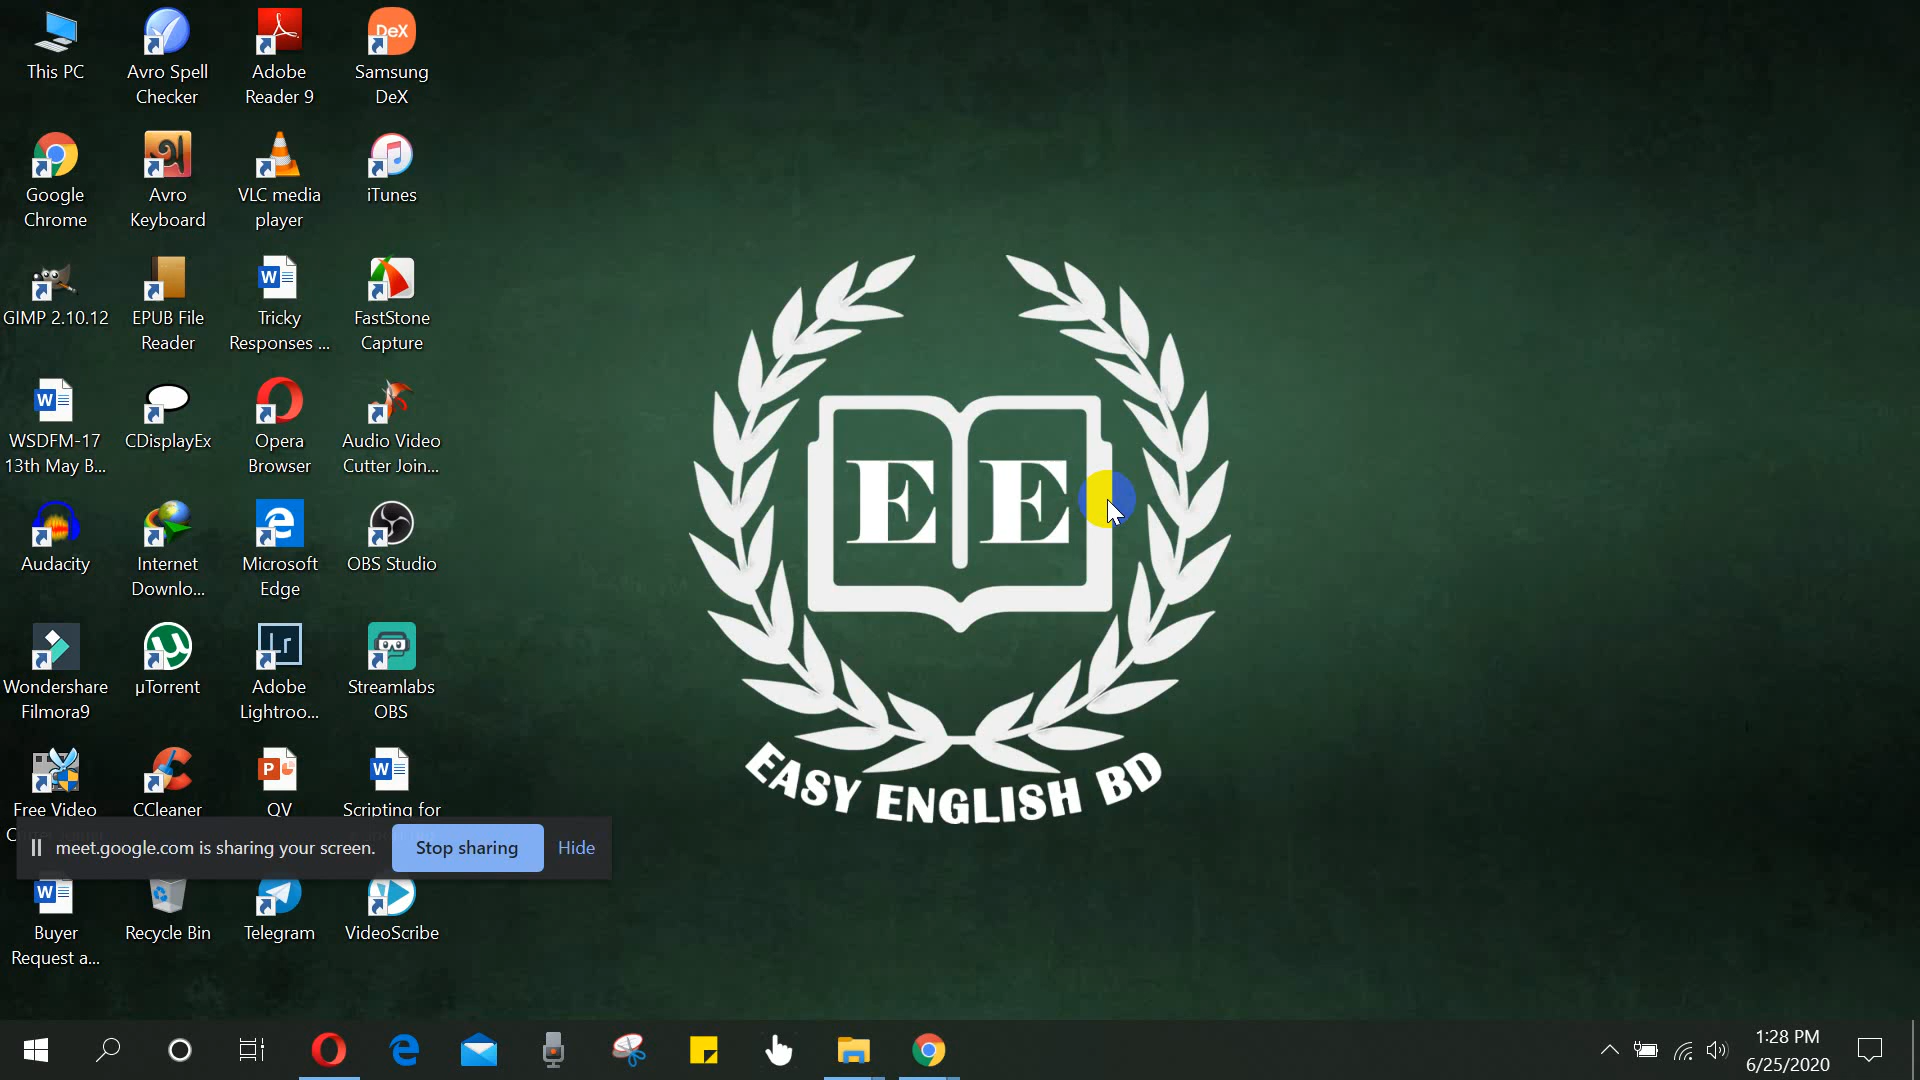 This PC
Avro Spell
Checker
Adobe
Reader 9
Samsung
DeX
DeX
Google
Chrome
Avro
Keyboard
VLC media
player
iTunes
GIMP 2.10.12
EPUB File
Reader
Tricky
Responses ...
FastStone
Capture
WSDFM-17
13th May B...
CDisplayEx
Opera
Browser
Audio Video
Cutter Join...
Audacity
Internet
Downlo...
Microsoft
Edge
OBS Studio
Wondershare
Filmora9
µTorrent
Lr
Adobe
Lightroo...
Streamlabs
OBS
Free Video
CCleaner
QV
Scripting for
meet.google.com is sharing your screen.
Stop sharing
Hide
Buyer
Request a...
Recycle Bin
Telegram
VideoScribe
E E
EASY ENGLISH BD
1:28 PM
6/25/2020